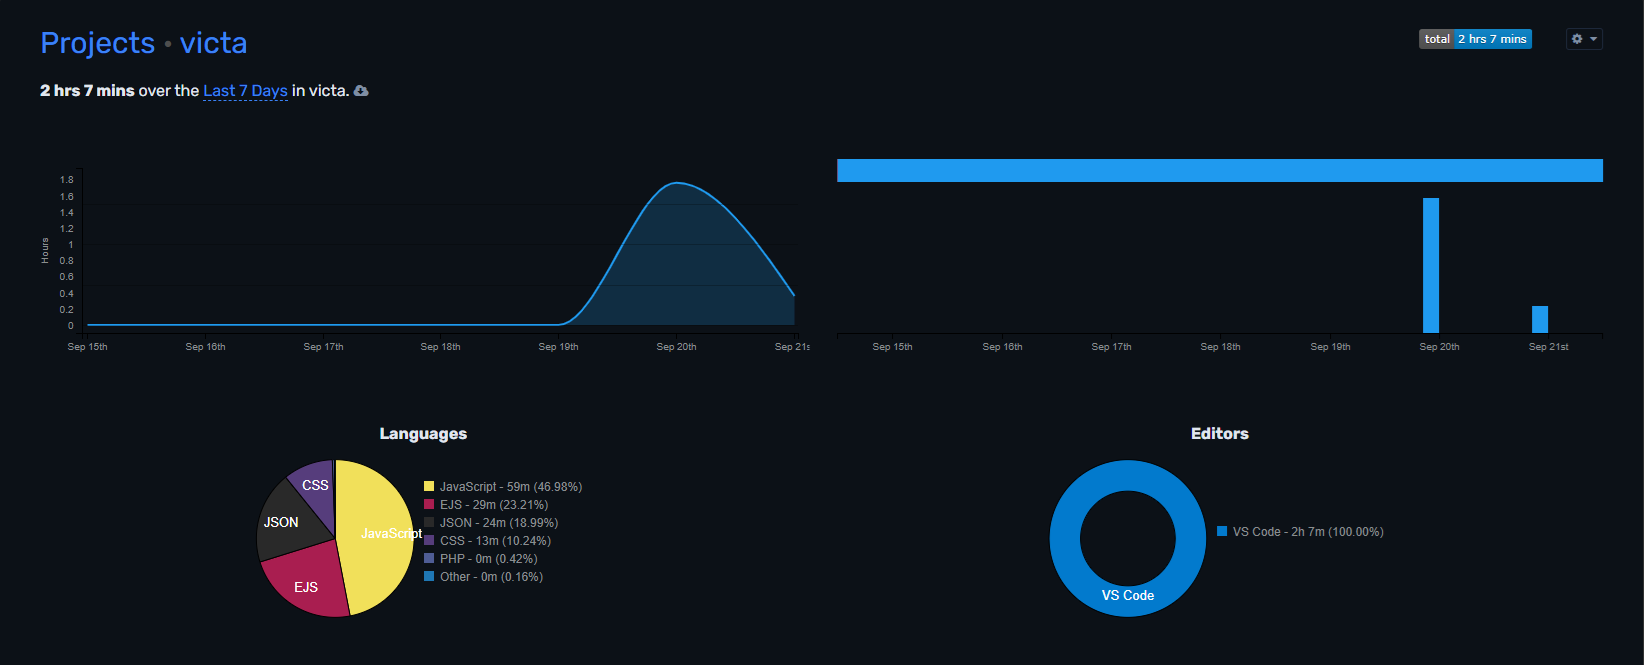 Projects • victa
total 2 hrs 7 mins
2 hrs 7 mins over the Last 7 Days in victa.
Hours
1.8
1.6
1.4
1.2
1
0.8
0.6
0.4
0.2
0
Sep 15th Sep 16th Sep 17th Sep 18th Sep 19th Sep 20th Sep 21s
Sep 15th Sep 16th Sep 17th Sep 18th Sep 19th Sep 20th Sep 21st
Languages
CSS
JSON
JavaScript
EJS
JavaScript - 59m (46.98%)
EJS - 29m (23.21%)
JSON - 24m (18.99%)
CSS - 13m (10.24%)
PHP - 0m (0.42%)
Other - 0m (0.16%)
Editors
VS Code
VS Code - 2h 7m (100.00%)